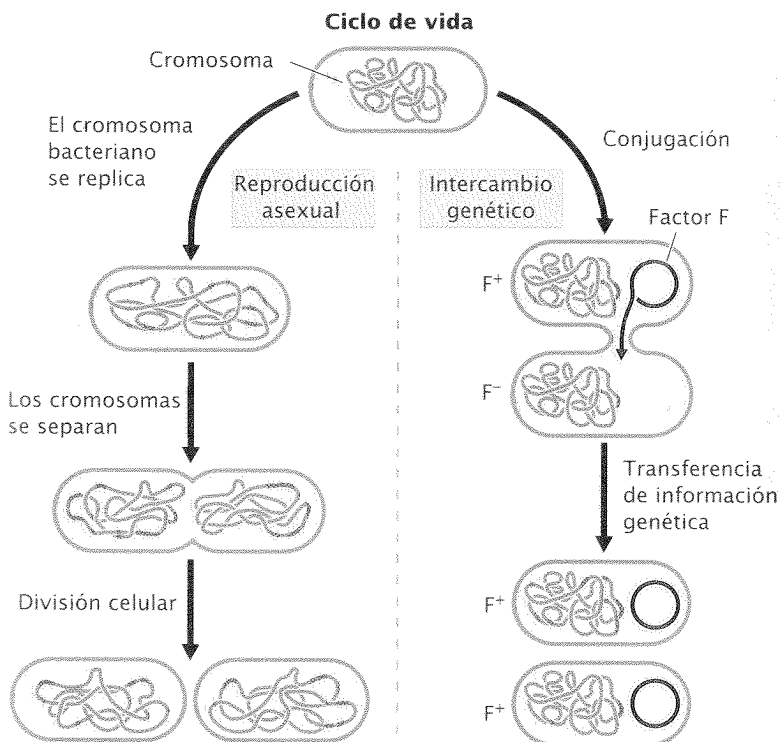 Ciclo de vida
Cromosoma
El cromosoma
bacteriano
se replica
Reproducción
asexual
Intercambio
genético
Conjugación
Factor F
F⁺
F⁻
Los cromosomas
se separan
Transferencia
de información
genética
División celular
F⁺
F⁺